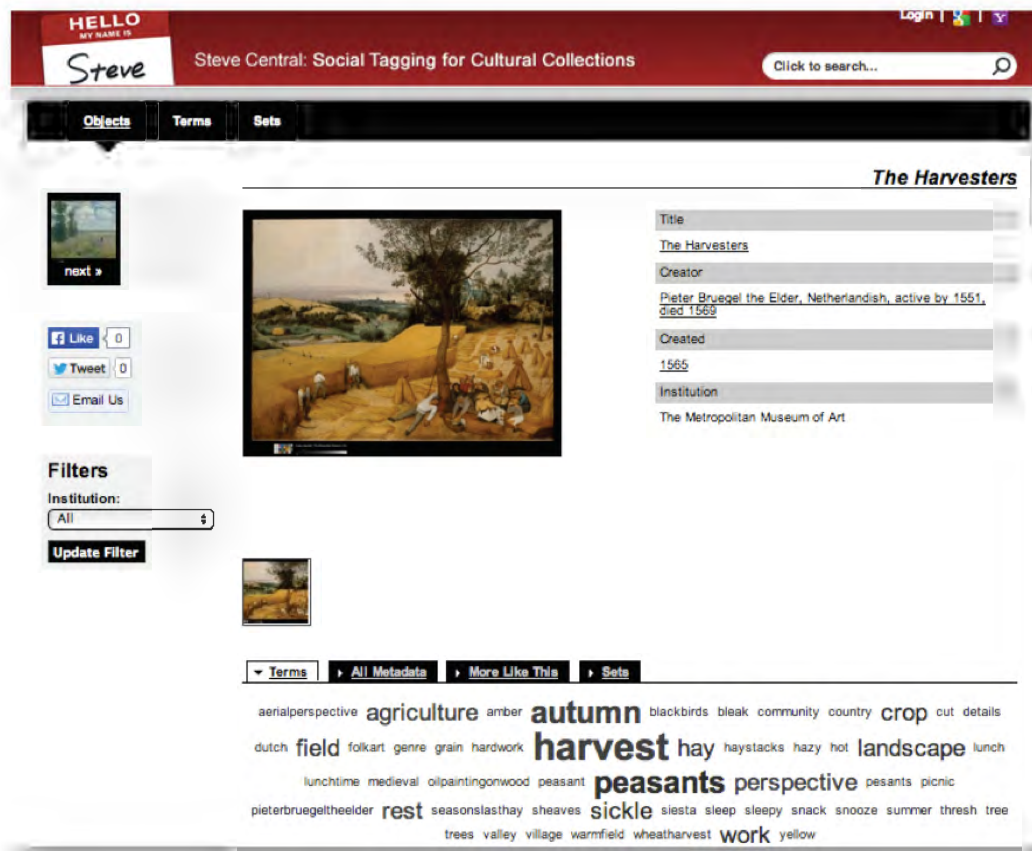 HELLO
MY NAME IS
Steve
Steve Central: Social Tagging for Cultural Collections
Login | |
Click to search...
Objects Terms Sets
The Harvesters
next »
Like 0
Tweet 0
Email Us
Filters
Institution:
All
Update Filter
Title
The Harvesters
Creator
Pieter Bruegel the Elder, Netherlandish, active by 1551,
died 1569
Created
1565
Institution
The Metropolitan Museum of Art
Terms All Metadata More Like This Sets
aerialperspective agriculture amber autumn blackbirds bleak community country crop cut details
dutch field folkart genre grain hardwork harvest hay haystacks hazy hot landscape lunch
lunchtime medieval oilpaintingonwood peasant peasants perspective pesants picnic
pieterbruegeltheelder rest seasonslasthay sheaves sickle siesta sleep sleepy snack snooze summer thresh tree
trees valley village warmfield wheatharvest work yellow